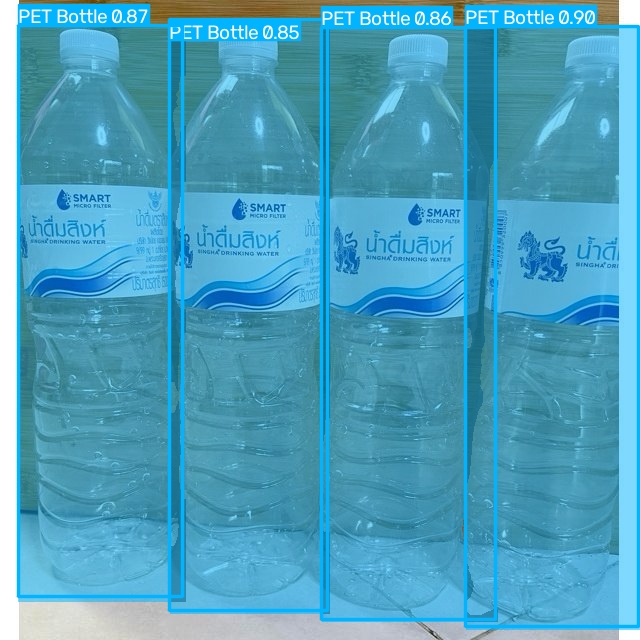 PET Bottle 0.87
PET Bottle 0.85
PET Bottle 0.86
PET Bottle 0.90
SMART
MICRO FILTER
น้ำดื่มสิงห์
SINGHA DRINKING WATER
SMART
MICRO FILTER
น้ำดื่มสิงห์
SINGHA DRINKING WATER
SMART
MICRO FILTER
น้ำดื่มสิงห์
SINGHA DRINKING WATER
น้ำดื่
SINGHA DRINKING